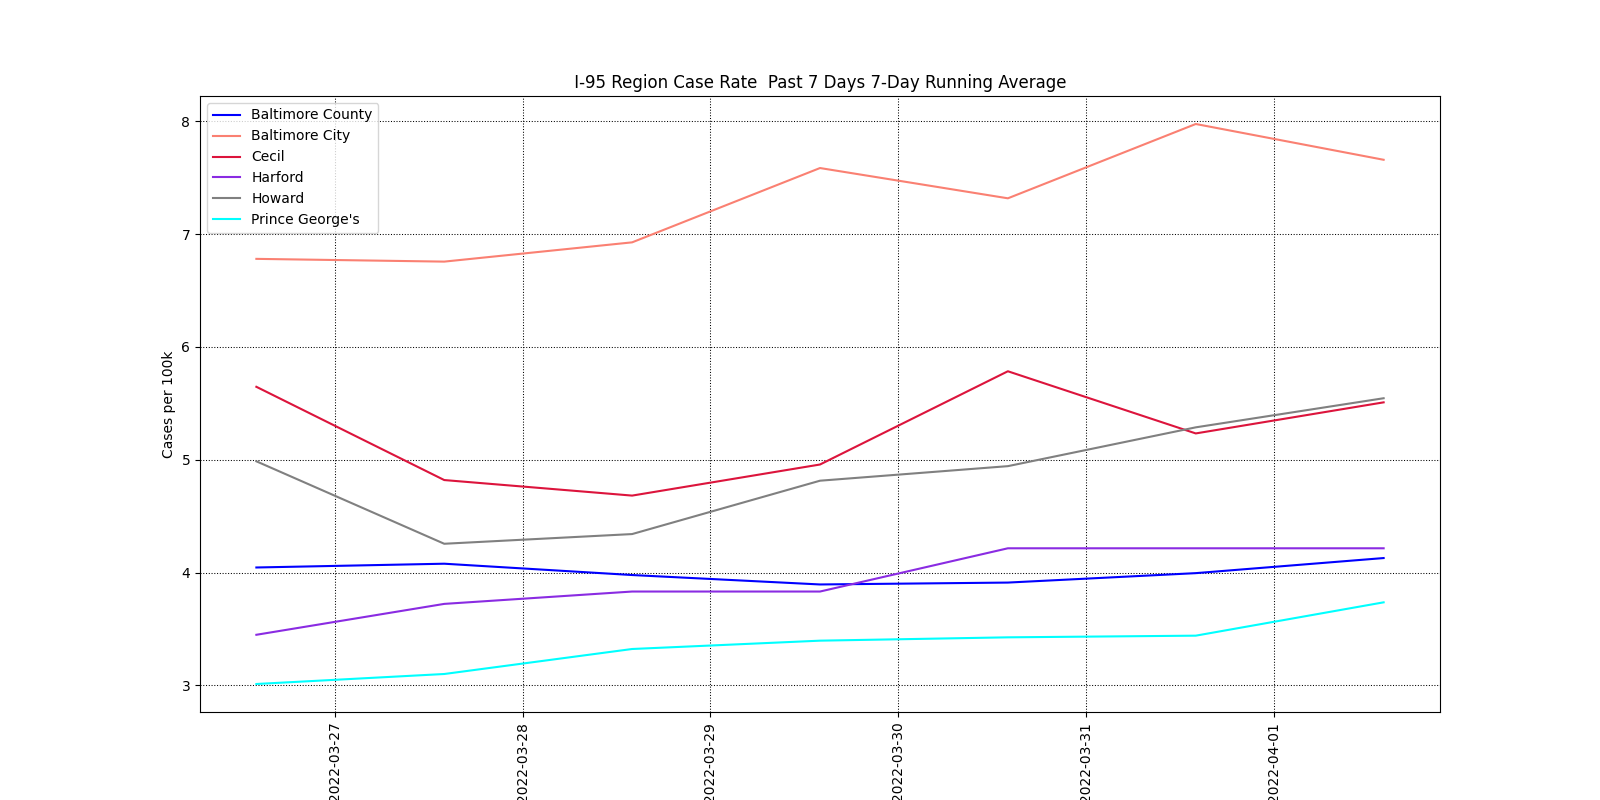 I-95 Region Case Rate  Past 7 Days 7-Day Running Average
Baltimore County
Baltimore City
Cecil
Harford
Howard
Prince George's
8
7
6
5
4
3
Cases per 100k
2022-03-27
2022-03-28
2022-03-29
2022-03-30
2022-03-31
2022-04-01